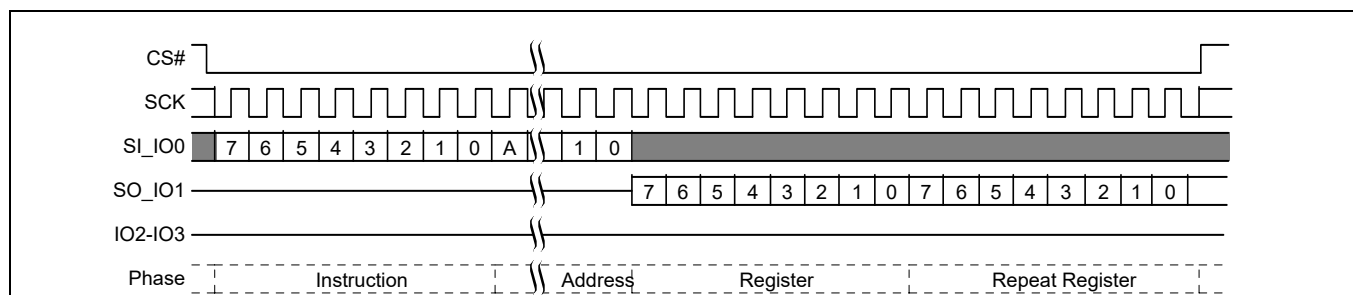 CS#
SCK
SI_IO0 7 6 5 4 3 2 1 0 A 1 0
SO_IO1 7 6 5 4 3 2 1 0 7 6 5 4 3 2 1 0
IO2-IO3
Phase Instruction Address Register Repeat Register